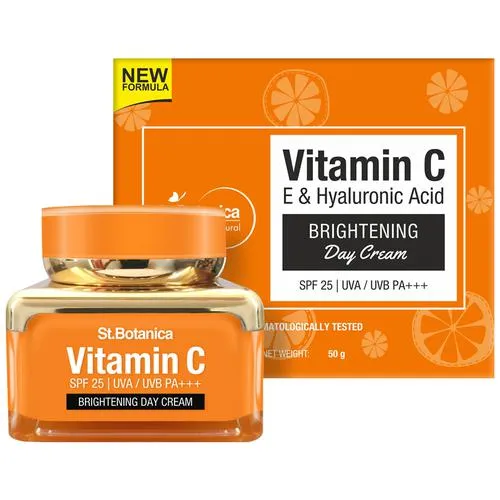 NEW
FORMULA
Vitamin C
E & Hyaluronic Acid
BRIGHTENING
Day Cream
SPF 25 | UVA / UVB PA+++
NET WEIGHT: 50 g
St.Botanica
Vitamin C
SPF 25 | UVA / UVB PA+++
BRIGHTENING DAY CREAM